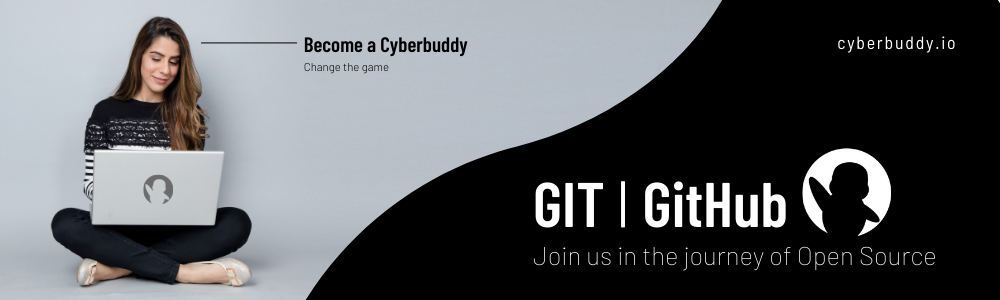 Become a Cyberbuddy
Change the game
cyberbuddy.io
GIT | GitHub
Join us in the journey of Open Source